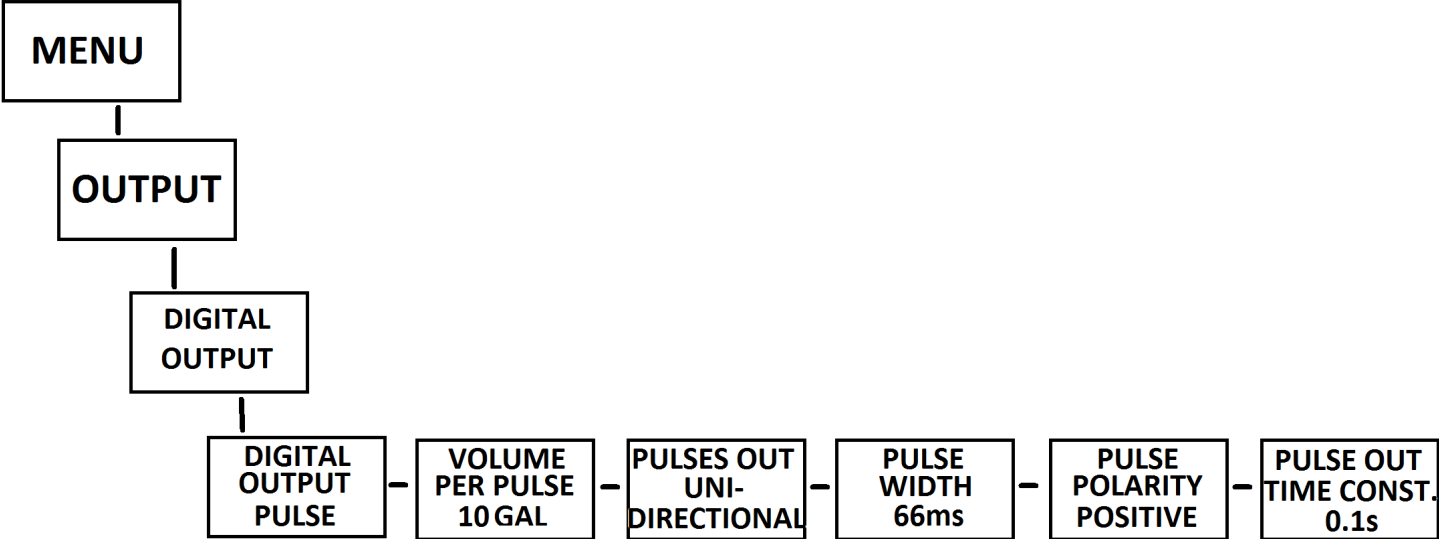 MENU
OUTPUT
DIGITAL
OUTPUT
DIGITAL
OUTPUT
PULSE
VOLUME
PER PULSE
10 GAL
PULSES OUT
UNI-
DIRECTIONAL
PULSE
WIDTH
66ms
PULSE
POLARITY
POSITIVE
PULSE OUT
TIME CONST.
0.1s